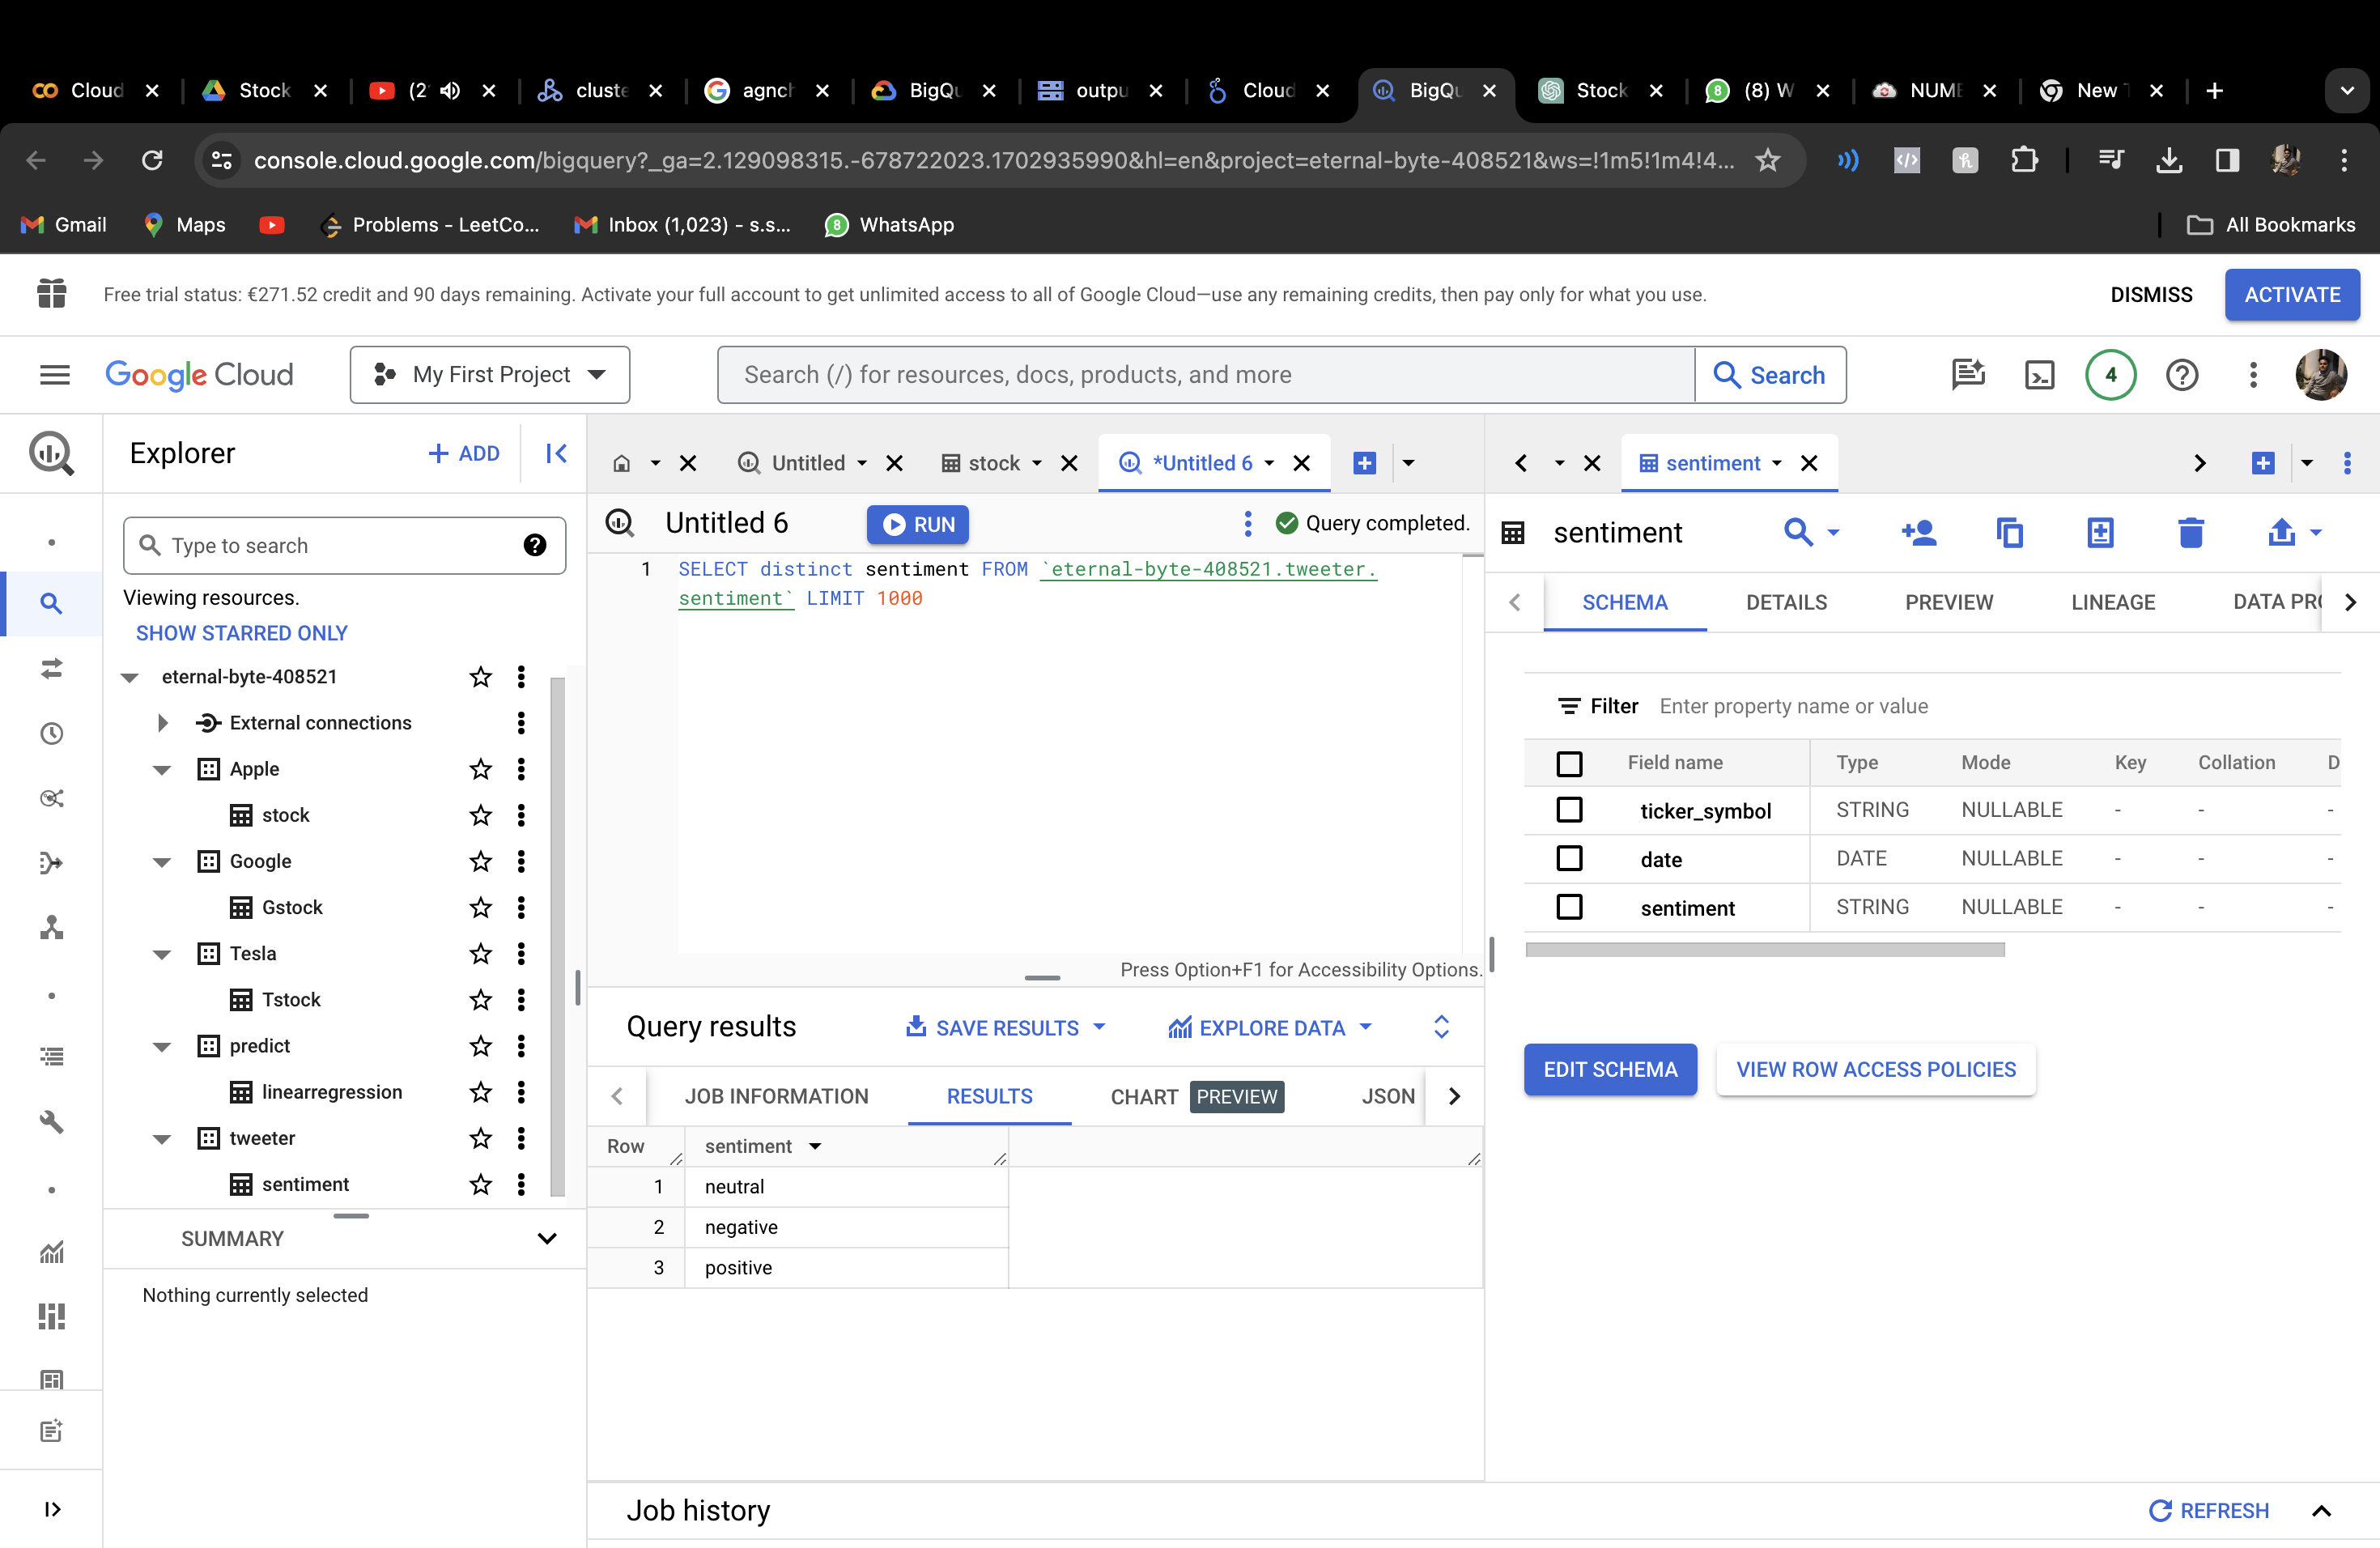 Cloud
Stock
(2
cluste
agnch
BigQu
outpu
Cloud
BigQu
Stock
8
(8) W
NUME
New T
console.cloud.google.com/bigquery?_ga=2.129098315.-678722023.1702935990&hl=en&project=eternal-byte-408521&ws=!1m5!1m4!4...
Gmail
Maps
Problems - LeetCo...
Inbox (1,023) - s.s...
8
WhatsApp
All Bookmarks
Free trial status: €271.52 credit and 90 days remaining. Activate your full account to get unlimited access to all of Google Cloud—use any remaining credits, then pay only for what you use.
DISMISS
ACTIVATE
Google Cloud
My First Project
Search (/) for resources, docs, products, and more
Search
4
Explorer
+ ADD
Type to search
Viewing resources.
SHOW STARRED ONLY
eternal-byte-408521
External connections
Apple
stock
Google
Gstock
Tesla
Tstock
predict
linearregression
tweeter
sentiment
SUMMARY
Nothing currently selected
Untitled
stock
*Untitled 6
Untitled 6
RUN
Query completed.
1
SELECT distinct sentiment FROM `eternal-byte-408521.tweeter.
sentiment` LIMIT 1000
Press Option+F1 for Accessibility Options.
Query results
SAVE RESULTS
EXPLORE DATA
JOB INFORMATION
RESULTS
CHART PREVIEW
JSON
Row sentiment
1 neutral
2 negative
3 positive
sentiment
sentiment
SCHEMA
DETAILS
PREVIEW
LINEAGE
DATA PRO
Filter Enter property name or value
Field name Type Mode Key Collation D
ticker_symbol STRING NULLABLE - - -
date DATE NULLABLE - - -
sentiment STRING NULLABLE - - -
EDIT SCHEMA
VIEW ROW ACCESS POLICIES
Job history
REFRESH